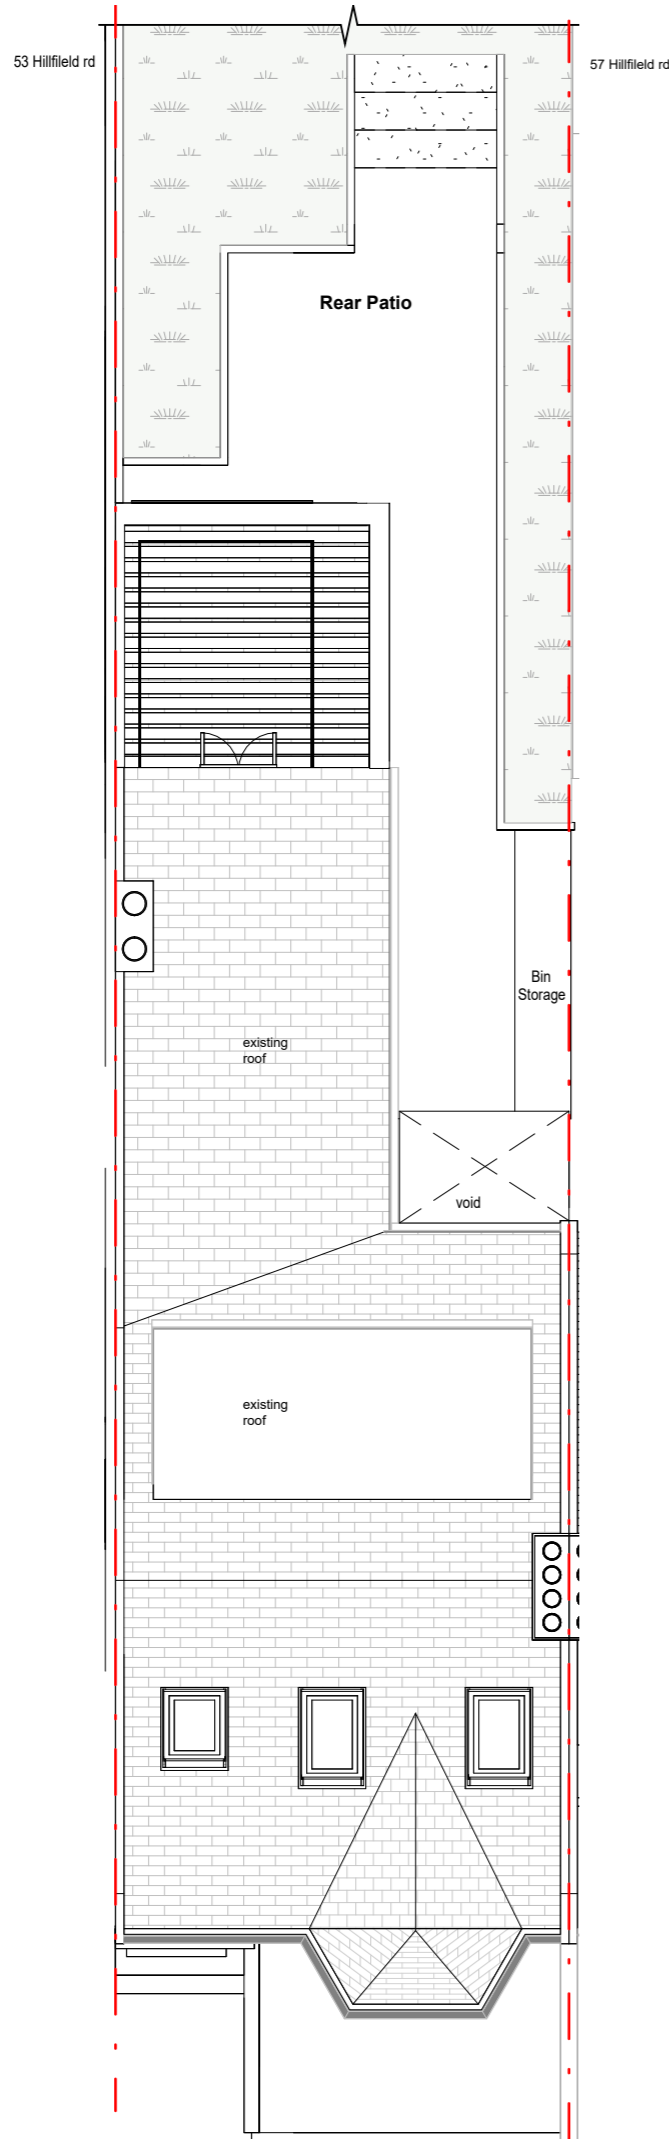 53 Hillfileld rd
57 Hillfileld rd
Rear Patio
Bin
Storage
existing
roof
void
existing
roof